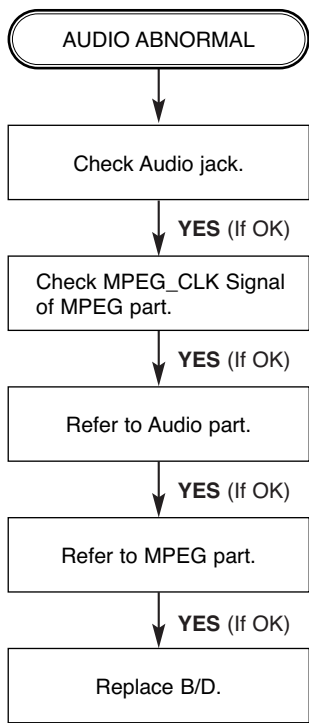 AUDIO ABNORMAL
Check Audio jack.
YES (If OK)
Check MPEG_CLK Signal
of MPEG part.
YES (If OK)
Refer to Audio part.
YES (If OK)
Refer to MPEG part.
YES (If OK)
Replace B/D.